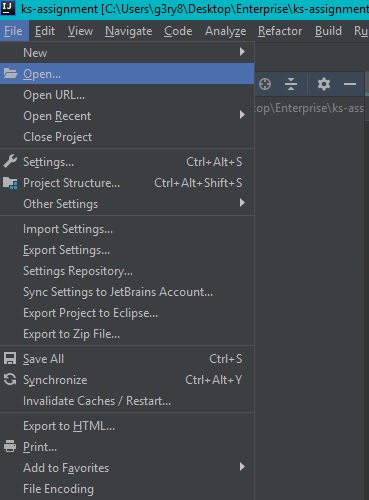 IJ ks-assignment [C:\Users\g3ry8\Desktop\Enterprise\ks-assignment
File Edit View Navigate Code Analyze Refactor Build Ru
New
Open...
top\Enterprise\ks-ass
Open URL...
Open Recent
Close Project
Settings... Ctrl+Alt+S
Project Structure... Ctrl+Alt+Shift+S
Other Settings
Import Settings...
Export Settings...
Settings Repository...
Sync Settings to JetBrains Account...
Export Project to Eclipse...
Export to Zip File...
Save All Ctrl+S
Synchronize Ctrl+Alt+Y
Invalidate Caches / Restart...
Export to HTML...
Print...
Add to Favorites
File Encoding